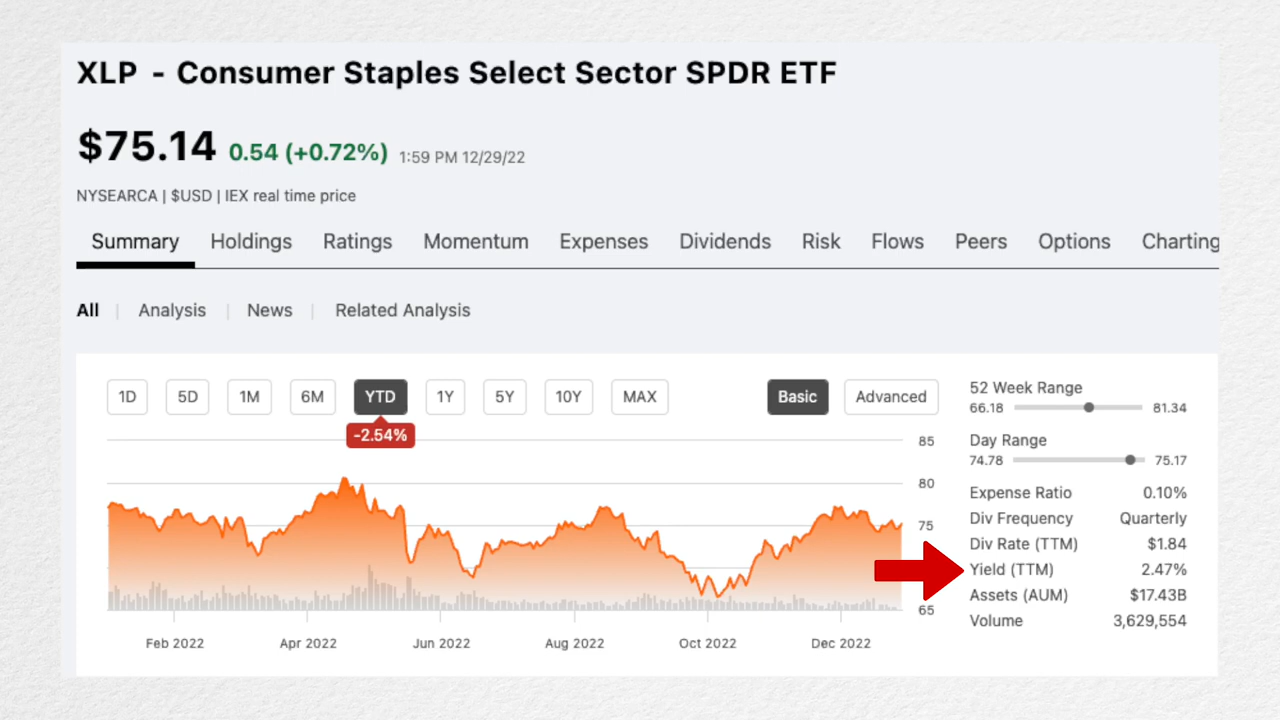 XLP - Consumer Staples Select Sector SPDR ETF
$75.14 0.54 (+0.72%) 1:59 PM 12/29/22
NYSEARCA | $USD | IEX real time price
Summary Holdings Ratings Momentum Expenses Dividends Risk Flows Peers Options Charting
All | Analysis | News | Related Analysis
1D 5D 1M 6M YTD 1Y 5Y 10Y MAX Basic Advanced
-2.54%
85
80
75
65
Feb 2022 Apr 2022 Jun 2022 Aug 2022 Oct 2022 Dec 2022
52 Week Range
66.18 81.34
Day Range
74.78 75.17
Expense Ratio 0.10%
Div Frequency Quarterly
Div Rate (TTM) $1.84
Yield (TTM) 2.47%
Assets (AUM) $17.43B
Volume 3,629,554